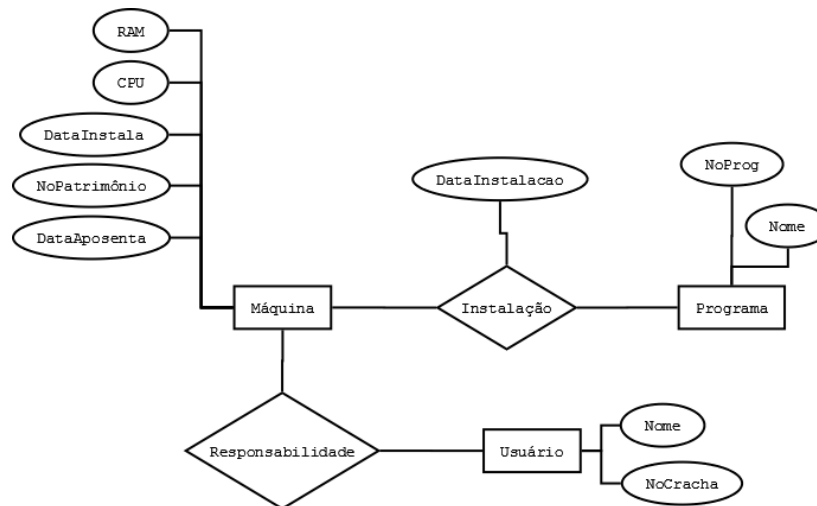 RAM
CPU
DataInstala
NoPatrimônio
DataAposenta
DataInstalacao
NoProg
Nome
Máquina
Instalação
Programa
Responsabilidade
Usuário
Nome
NoCracha